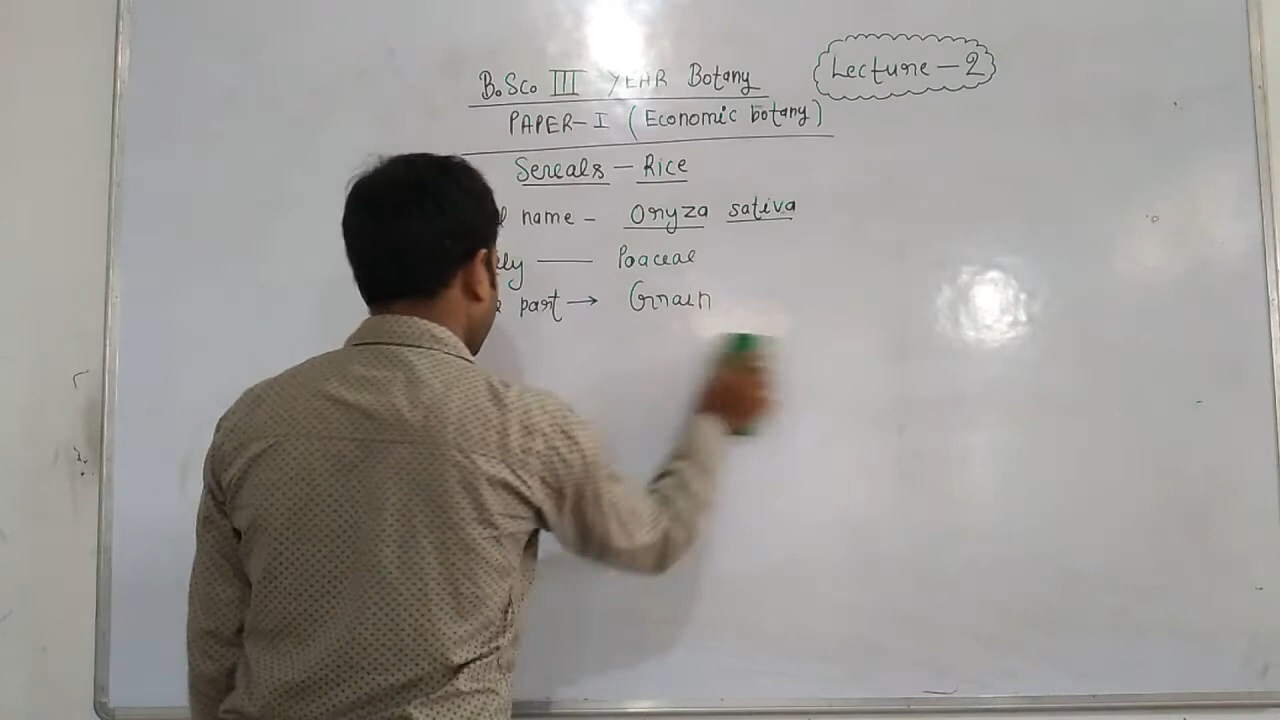 B.Sc. III YEAR Botany
Lecture - 2
PAPER-I (Economic botany)
Sereals - Rice
name - Oryza sativa
Poaceae
part → Grain